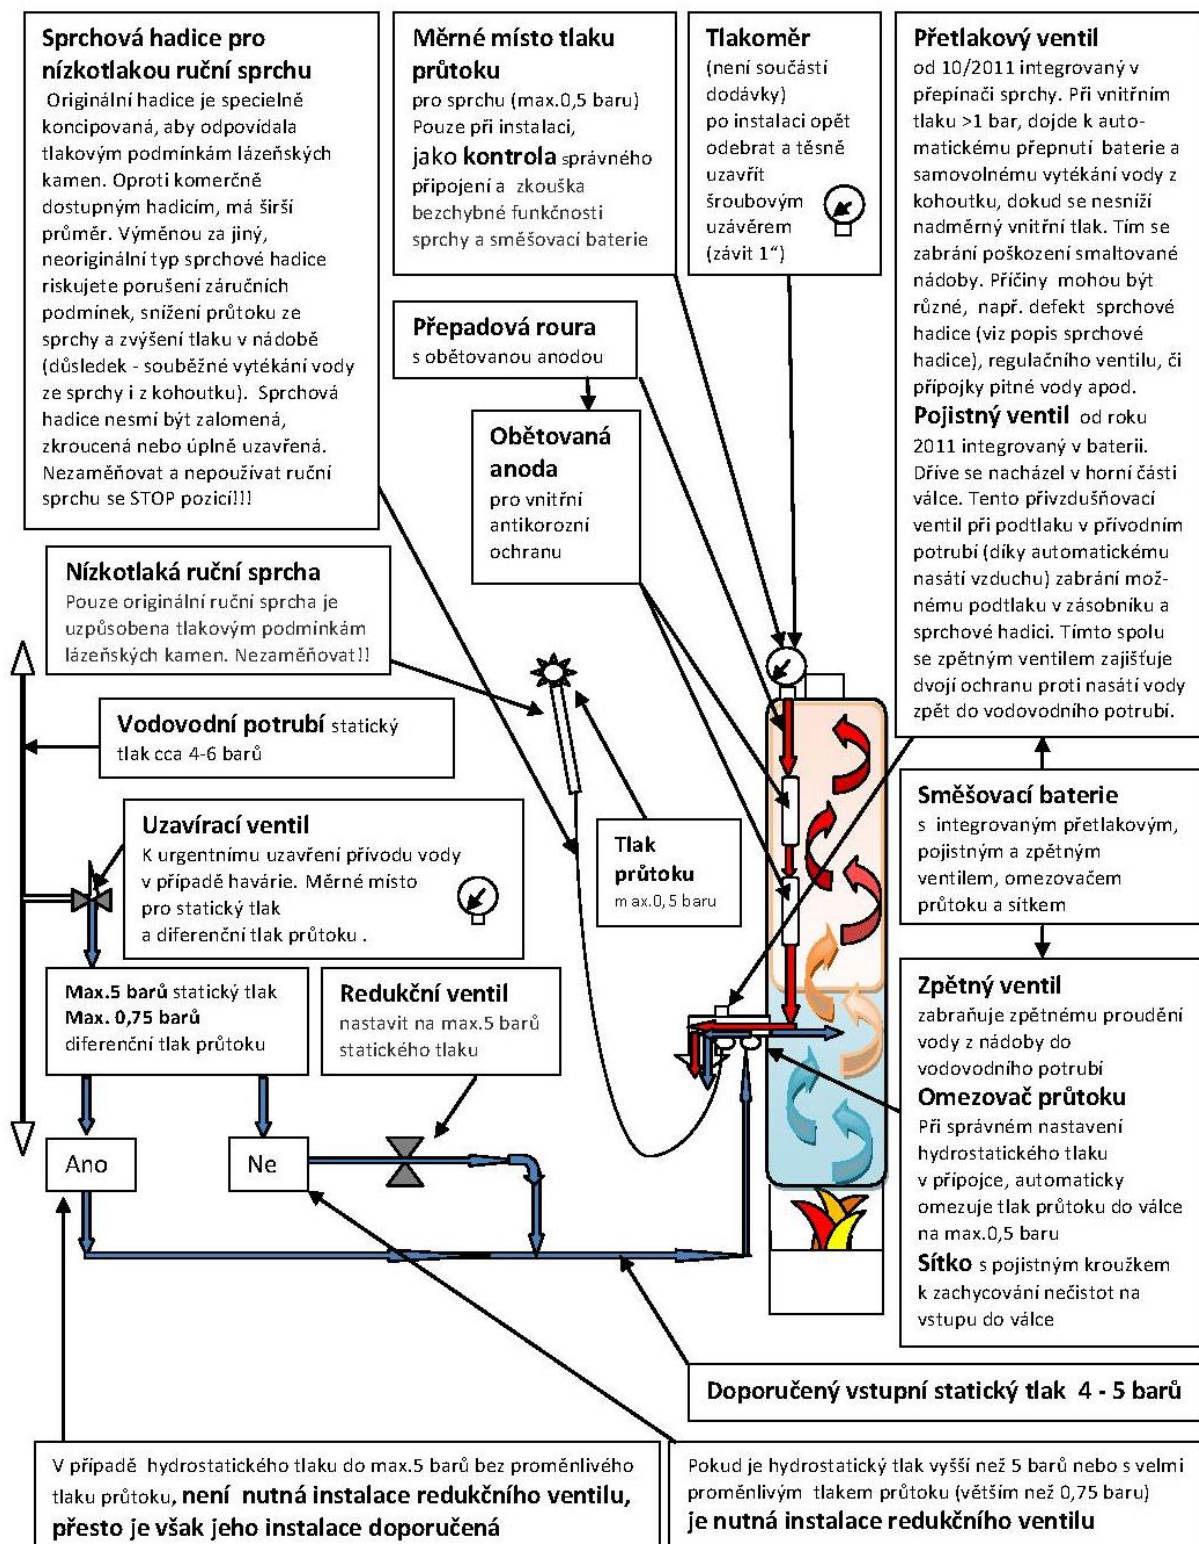 Sprchová hadice pro
nízkotlakou ruční sprchu
Originální hadice je specielně
koncipovaná, aby odpovídala
tlakovým podmínkám lázeňských
kamen. Oproti komerčně
dostupným hadicím, má širší
průměr. Výměnou za jiný,
neoriginální typ sprchové hadice
riskujete porušení záručních
podmínek, snížení průtoku ze
sprchy a zvýšení tlaku v nádobě
(důsledek - souběžné vytékání vody
ze sprchy i z kohoutku). Sprchová
hadice nesmí být zalomená,
zkroucená nebo úplně uzavřená.
Nezaměňovat a nepoužívat ruční
sprchu se STOP pozicí!!!
Měrné místo tlaku
průtoku
pro sprchu (max.0,5 baru)
Pouze při instalaci,
jako kontrola správného
připojení a zkouška
bezchybné funkčnosti
sprchy a směšovací baterie
Tlakoměr
(není součástí
dodávky)
po instalaci opět
odebrat a těsně
uzavřít
šroubovým
uzávěrem
(závit 1“)
Přetlakový ventil
od 10/2011 integrovaný v
přepínači sprchy. Při vnitřním
tlaku >1 bar, dojde k auto-
matickému přepnutí baterie a
samovolnému vytékání vody z
kohoutku, dokud se nesníží
nadměrný vnitřní tlak. Tím se
zabrání poškození smaltované
nádoby. Příčiny mohou být
různé, např. defekt sprchové
hadice (viz popis sprchové
hadice), regulačního ventilu, či
přípojky pitné vody apod.
Pojistný ventil od roku
2011 integrovaný v baterii.
Dříve se nacházel v horní části
válce. Tento přivzdušňovací
ventil při podtlaku v přívodním
potrubí (díky automatickému
nasátí vzduchu) zabrání mož-
nému podtlaku v zásobníku a
sprchové hadici. Tímto spolu
se zpětným ventilem zajišťuje
dvojí ochranu proti nasátí vody
zpět do vodovodního potrubí.
Přepadová roura
s obětovanou anodou
Obětovaná
anoda
pro vnitřní
antikorozní
ochranu
Nízkotlaká ruční sprcha
Pouze originální ruční sprcha je
uzpůsobena tlakovým podmínkám
lázeňských kamen. Nezaměňovat!!
Vodovodní potrubí statický
tlak cca 4-6 barů
Uzavírací ventil
K urgentnímu uzavření přívodu vody
v případě havárie. Měrné místo
pro statický tlak
a diferenční tlak průtoku .
Tlak
průtoku
max.0,5 baru
Směšovací baterie
s integrovaným přetlakovým,
pojistným a zpětným
ventilem, omezovačem
průtoku a sítkem
Max.5 barů statický tlak
Max. 0,75 barů
diferenční tlak průtoku
Redukční ventil
nastavit na max.5 barů
statického tlaku
Zpětný ventil
zabraňuje zpětnému proudění
vody z nádoby do
vodovodního potrubí
Omezovač průtoku
Při správném nastavení
hydrostatického tlaku
v přípojce, automaticky
omezuje tlak průtoku do válce
na max.0,5 baru
Sítko s pojistným kroužkem
k zachycování nečistot na
vstupu do válce
Ano
Ne
Doporučený vstupní statický tlak 4 - 5 barů
V případě hydrostatického tlaku do max.5 barů bez proměnlivého
tlaku průtoku, není nutná instalace redukčního ventilu,
přesto je však jeho instalace doporučená
Pokud je hydrostatický tlak vyšší než 5 barů nebo s velmi
proměnlivým tlakem průtoku (větším než 0,75 baru)
je nutná instalace redukčního ventilu